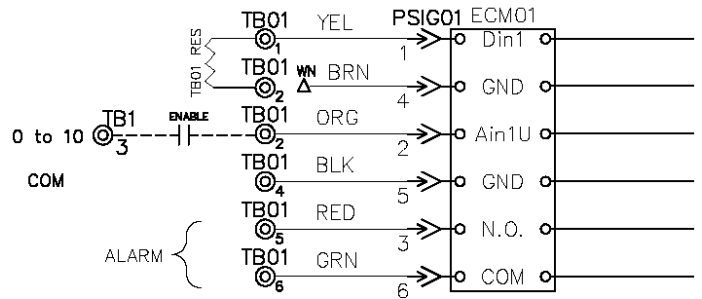 TB01 YEL PSIG01 ECM01
1 1 Din1
TB01 RES
TB01 WN BRN
2 4 GND
TB1 ENABLE TB01 ORG
0 to 10 3 2 2 Ain1U
COM TB01 BLK
4 5 GND
TB01 RED
5 3 N.O.
ALARM TB01 GRN
6 6 COM